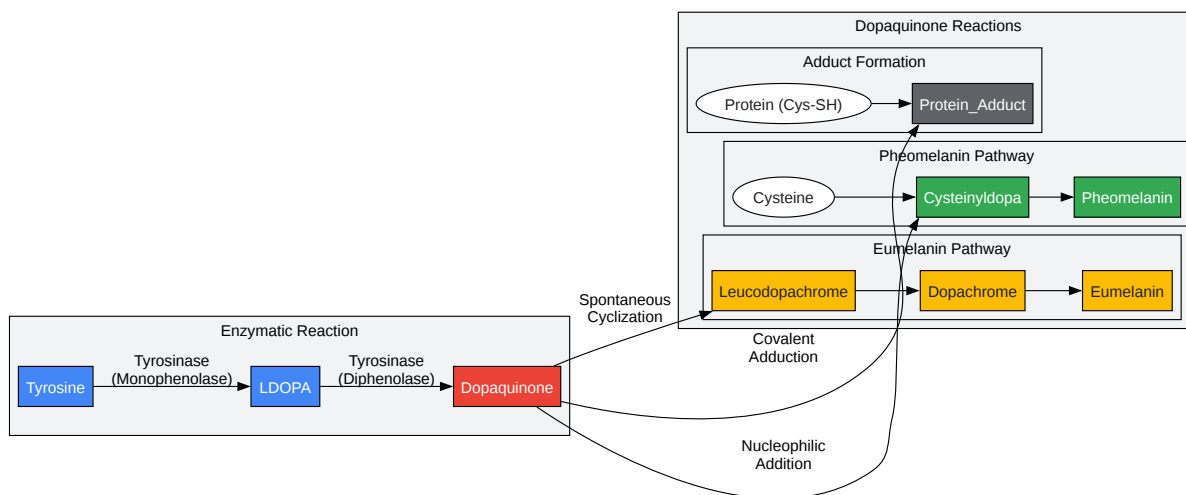 Dopaquinone Reactions
Adduct Formation
Protein (Cys-SH)
Protein_Adduct
Pheomelanin Pathway
Cysteine
Cysteinyldopa
Pheomelanin
Eumelanin Pathway
Leucodopachrome
Dopachrome
Eumelanin
Spontaneous
Cyclization
Enzymatic Reaction
Tyrosine
Tyrosinase
(Monophenolase)
LDOPA
Tyrosinase
(Diphenolase)
Dopaquinone
Covalent
Adduction
Nucleophilic
Addition